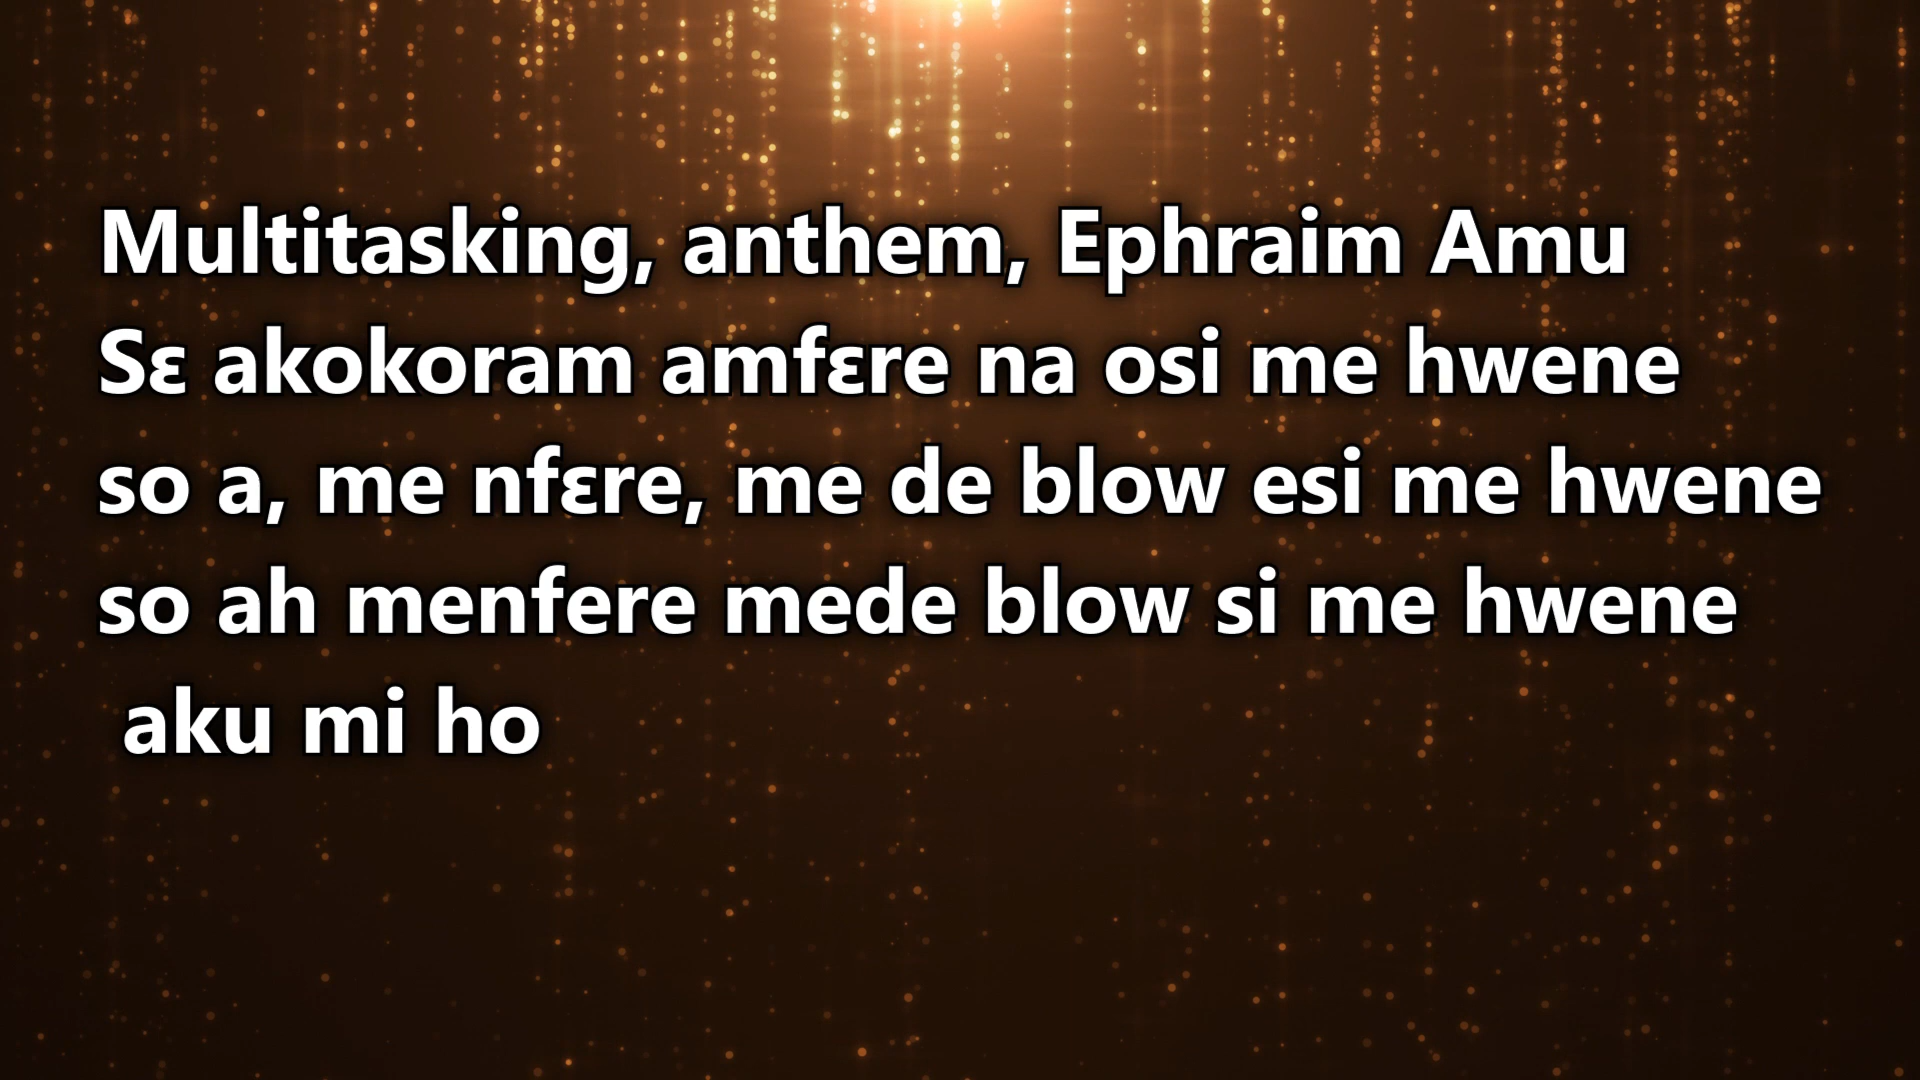 Multitasking, anthem, Ephraim Amu
Sɛ akokoram amfɛre na osi me hwene
so a, me nfɛre, me de blow esi me hwene
so ah menfere mede blow si me hwene
aku mi ho